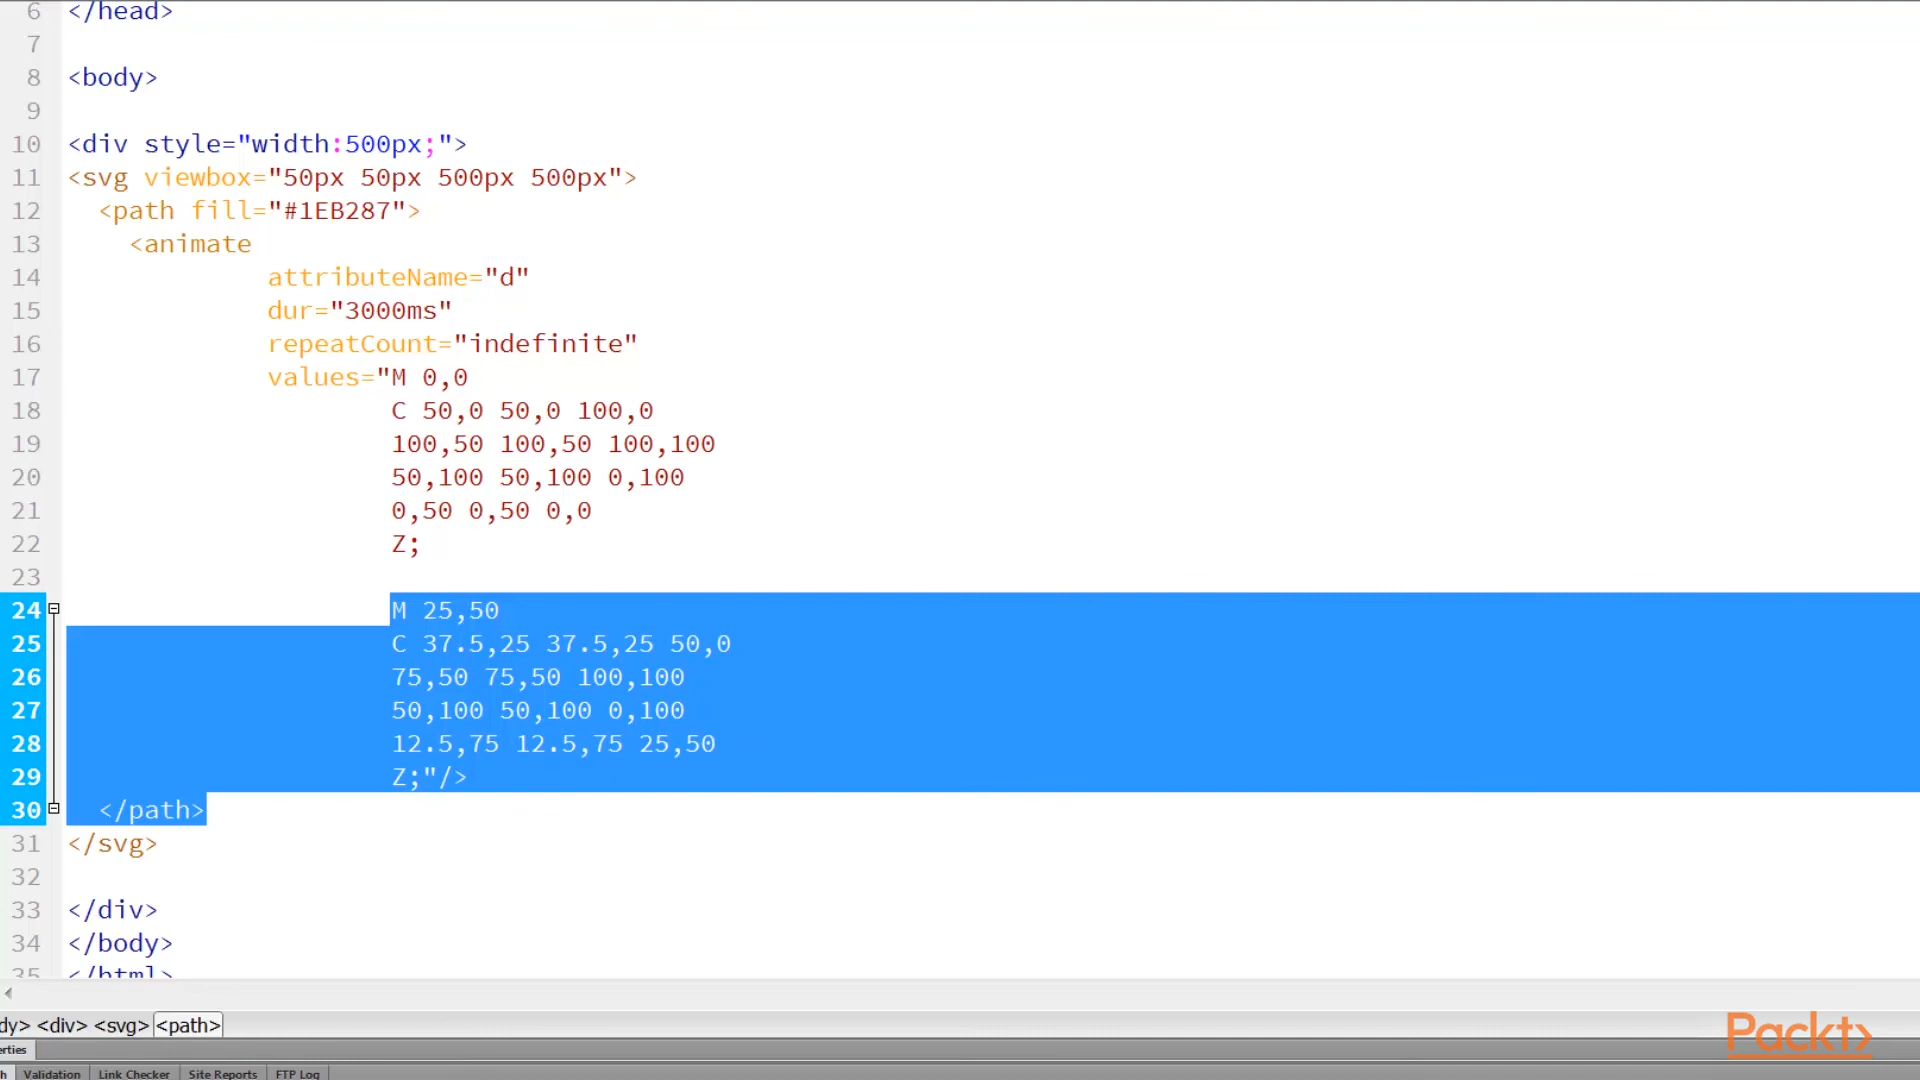 6 </head>
7
8 <body>
9
10 <div style="width:500px;">
11 <svg viewbox="50px 50px 500px 500px">
12 <path fill="#1EB287">
13 <animate
14 attributeName="d"
15 dur="3000ms"
16 repeatCount="indefinite"
17 values="M 0,0
18 C 50,0 50,0 100,0
19 100,50 100,50 100,100
20 50,100 50,100 0,100
21 0,50 0,50 0,0
22 Z;
23
24 M 25,50
25 C 37.5,25 37.5,25 50,0
26 75,50 75,50 100,100
27 50,100 50,100 0,100
28 12.5,75 12.5,75 25,50
29 Z;"/>
30 </path>
31 </svg>
32
33 </div>
34 </body>
35 </html>
dy> <div> <svg> <path>
Packt>
erties
h Validation Link Checker Site Reports FTP Log